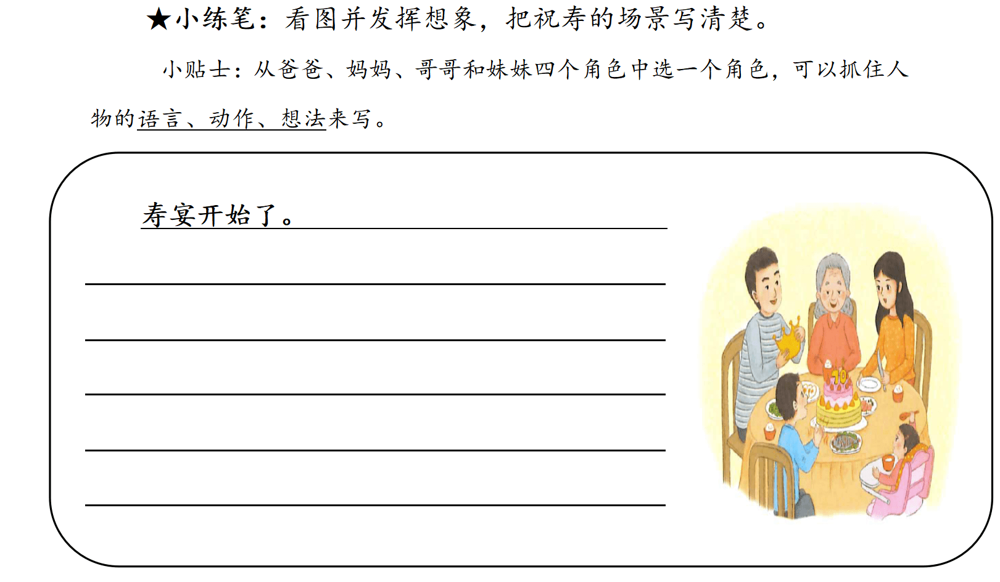 ★小练笔：看图并发挥想象，把祝寿的场景写清楚。
小贴士：从爸爸、妈妈、哥哥和妹妹四个角色中选一个角色，可以抓住人
物的语言、动作、想法来写。
寿宴开始了。
70